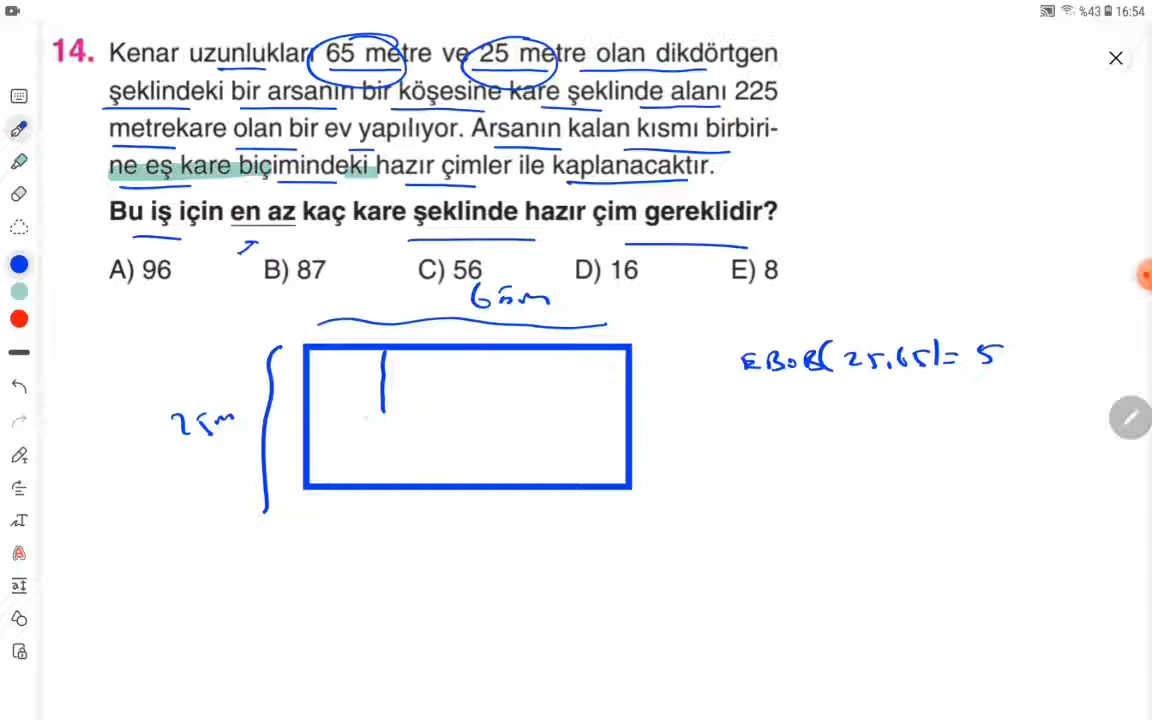 %43 16:54
14. Kenar uzunlukları 65 metre ve 25 metre olan dikdörtgen
şeklindeki bir arsanın bir köşesine kare şeklinde alanı 225
metrekare olan bir ev yapılıyor. Arsanın kalan kısmı birbiri-
ne eş kare biçimindeki hazır çimler ile kaplanacaktır.
Bu iş için en az kaç kare şeklinde hazır çim gereklidir?
A) 96 B) 87 C) 56 D) 16 E) 8
65m
EBOB(25,65)= 5
25m